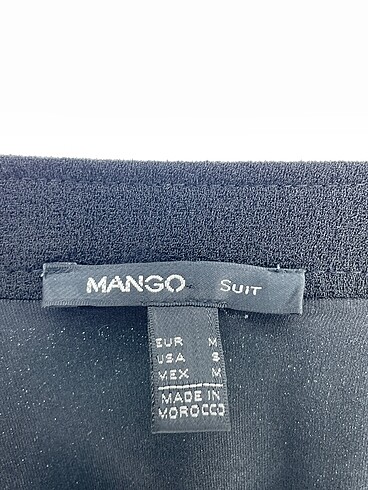 MANGO SUIT
EUR M
USA S
MEX M
MADE IN
MOROCCO